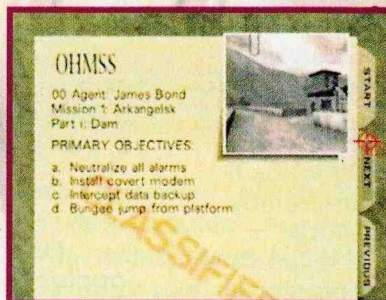 OHMSS
00 Agent: James Bond
Mission 1: Arkangelsk
Part i: Dam
PRIMARY OBJECTIVES:
a. Neutralize all alarms
b. Install covert modem
c. Intercept data backup
d. Bungee jump from platform
CLASSIFIED
START
NEXT
PREVIOUS